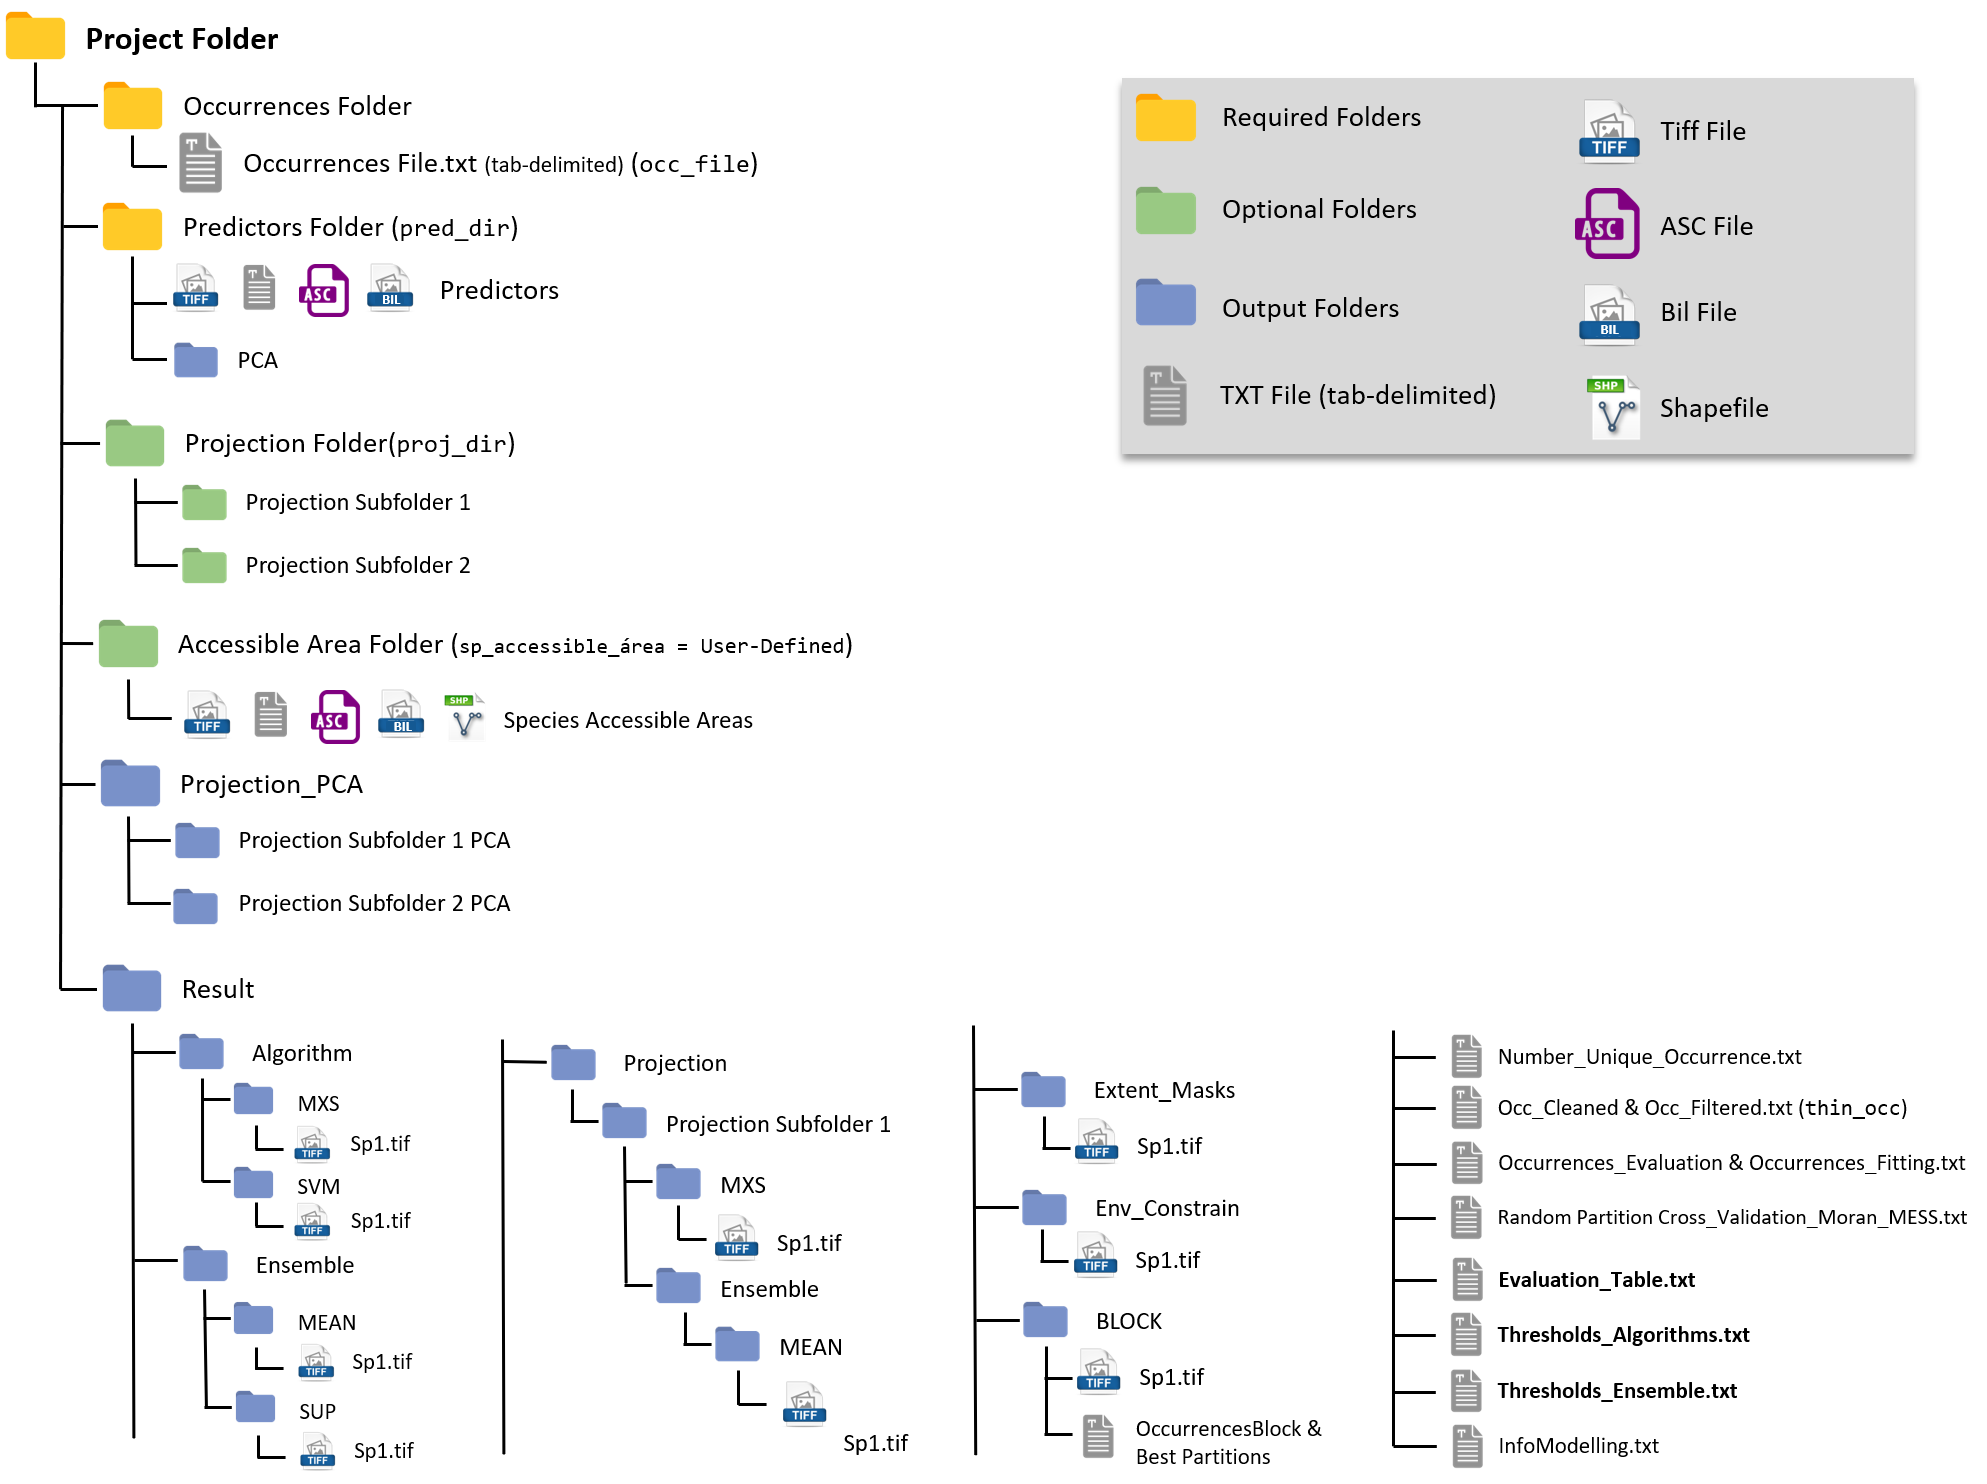 Project Folder
Occurrences Folder
Occurrences File.txt (tab-delimited) (occ_file)
Predictors Folder (pred_dir)
TIFF
ASC
BIL
Predictors
PCA
Projection Folder(proj_dir)
Projection Subfolder 1
Projection Subfolder 2
Accessible Area Folder (sp_accessible_área = User-Defined)
TIFF
ASC
BIL
SHP
Species Accessible Areas
Projection_PCA
Projection Subfolder 1 PCA
Projection Subfolder 2 PCA
Result
Algorithm
MXS
TIFF
Sp1.tif
SVM
TIFF
Sp1.tif
Ensemble
MEAN
TIFF
Sp1.tif
SUP
TIFF
Sp1.tif
Projection
Projection Subfolder 1
MXS
TIFF
Sp1.tif
Ensemble
MEAN
TIFF
Sp1.tif
Extent_Masks
TIFF
Sp1.tif
Env_Constrain
TIFF
Sp1.tif
BLOCK
TIFF
Sp1.tif
OccurrencesBlock &
Best Partitions
Number_Unique_Occurrence.txt
Occ_Cleaned & Occ_Filtered.txt (thin_occ)
Occurrences_Evaluation & Occurrences_Fitting.txt
Random Partition Cross_Validation_Moran_MESS.txt
Evaluation_Table.txt
Thresholds_Algorithms.txt
Thresholds_Ensemble.txt
InfoModelling.txt
Required Folders
Optional Folders
Output Folders
TXT File (tab-delimited)
TIFF
Tiff File
ASC
ASC File
BIL
Bil File
SHP
Shapefile